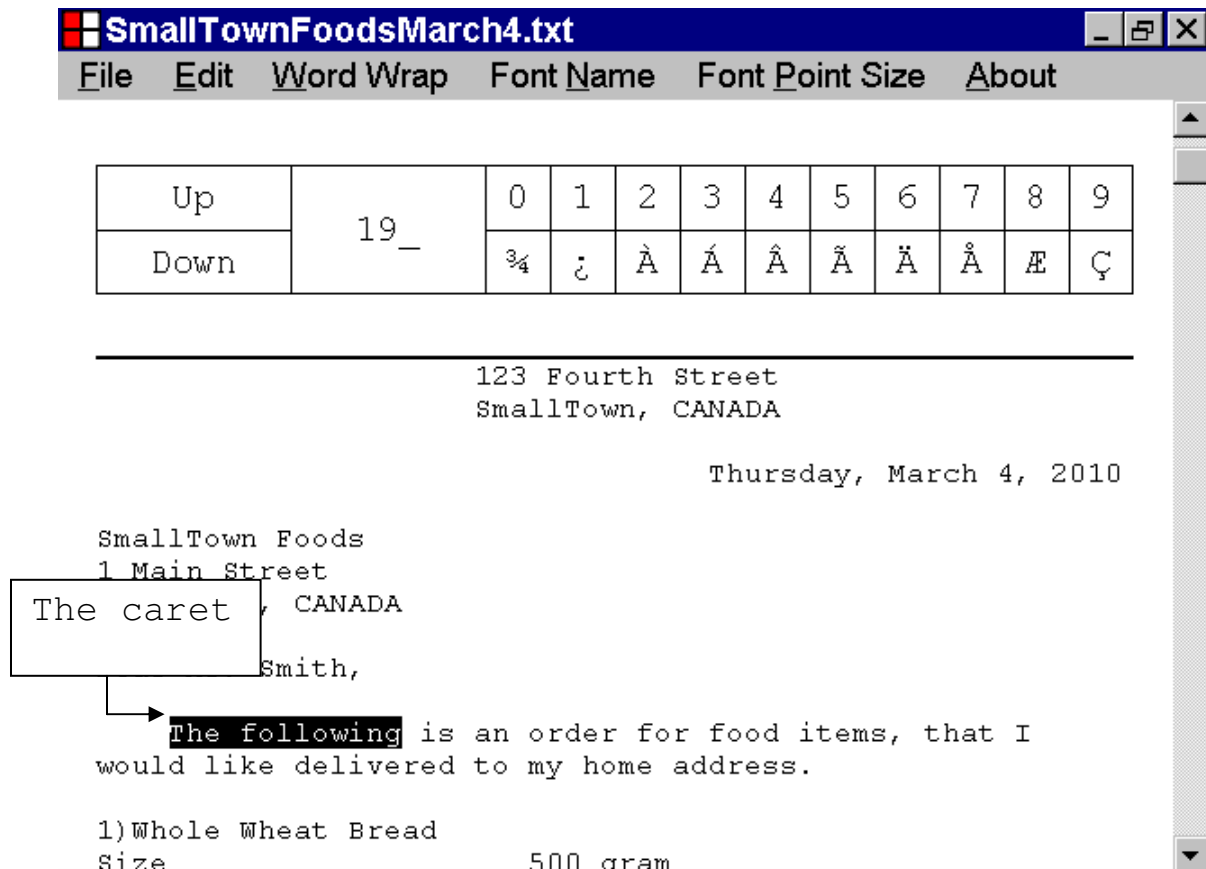 SmallTownFoodsMarch4.txt
File Edit Word Wrap Font Name Font Point Size About
Up 19_ 0 1 2 3 4 5 6 7 8 9
Down ¾ ¿ À Á Â Ã Ä Å Æ Ç
123 Fourth Street
SmallTown, CANADA
Thursday, March 4, 2010
SmallTown Foods
1 Main Street
, CANADA
The caret
Smith,
The following is an order for food items, that I
would like delivered to my home address.
1)Whole Wheat Bread
Size 500 gram